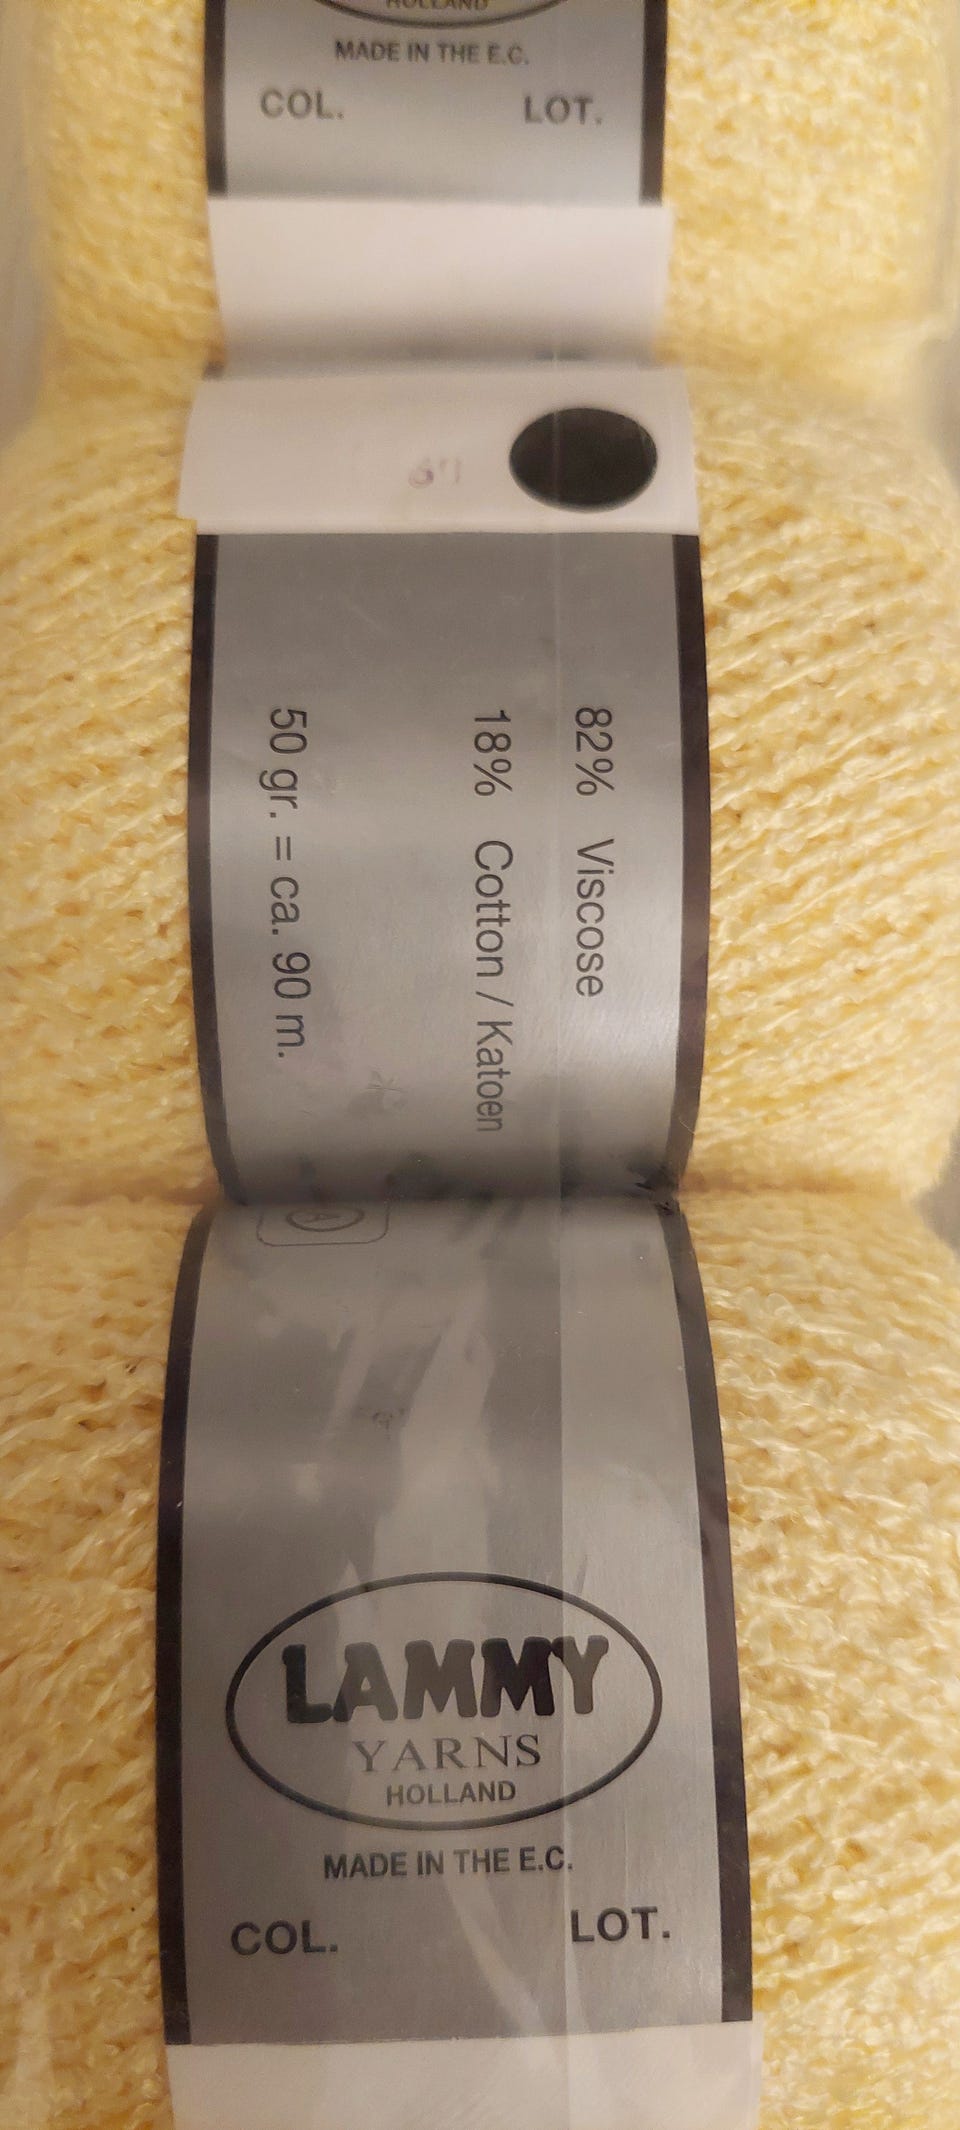 HOLLAND
MADE IN THE E.C.
COL. LOT.
82% Viscose
18% Cotton / Katoen
50 gr. = ca. 90 m.
A
LAMMY
YARNS
HOLLAND
MADE IN THE E.C.
COL. LOT.